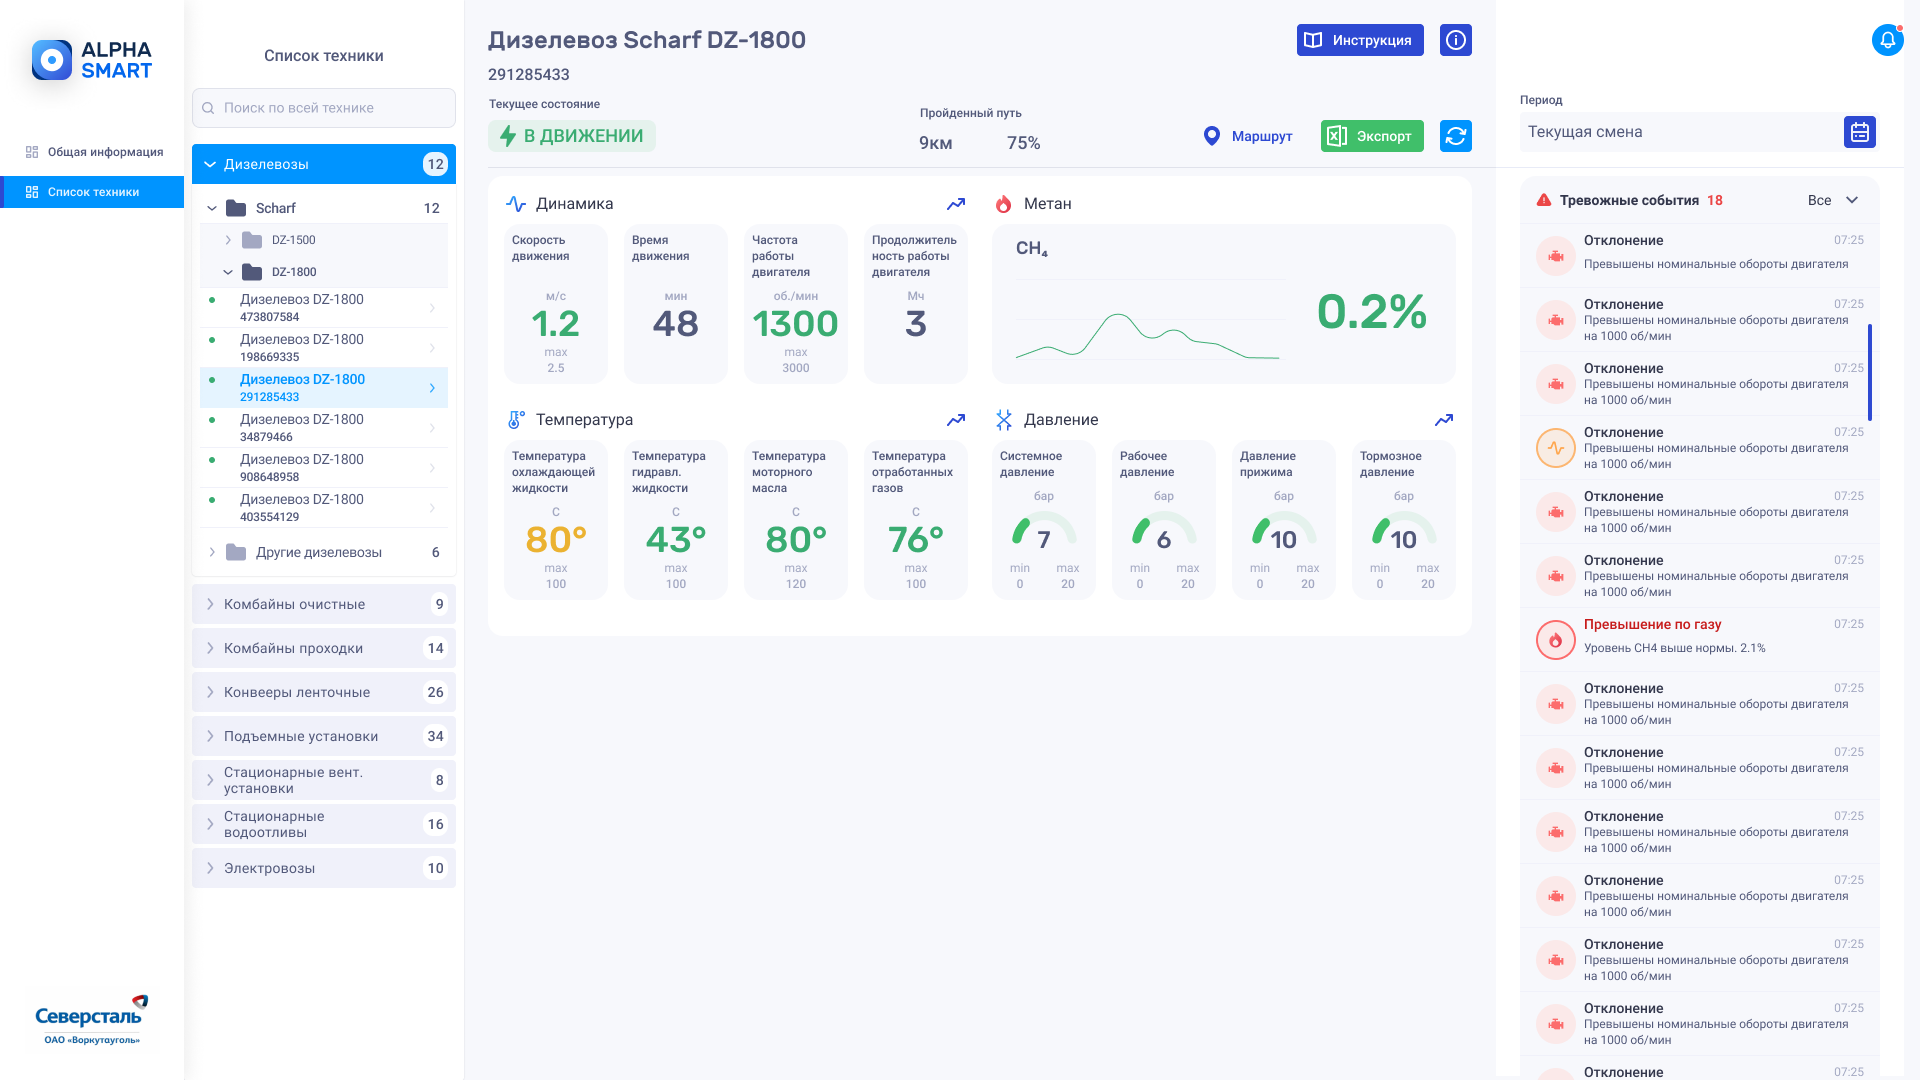 ALPHA
SMART
Общая информация
Список техники
Северсталь
ОАО «Воркутауголь»
Список техники
Поиск по всей технике
Дизелевозы 12
Scharf 12
DZ-1500
DZ-1800
Дизелевоз DZ-1800
473807584
Дизелевоз DZ-1800
198669335
Дизелевоз DZ-1800
291285433
Дизелевоз DZ-1800
34879466
Дизелевоз DZ-1800
908648958
Дизелевоз DZ-1800
403554129
Другие дизелевозы 6
Комбайны очистные 9
Комбайны проходки 14
Конвееры ленточные 26
Подъемные установки 34
Стационарные вент.
установки 8
Стационарные
водоотливы 16
Электровозы 10
Дизелевоз Scharf DZ-1800
291285433
Инструкция
Текущее состояние
В ДВИЖЕНИИ
Пройденный путь
9км 75%
Маршрут
Экспорт
Динамика
Скорость
движения
м/с
1.2
max
2.5
Время
движения
мин
48
Частота
работы
двигателя
об./мин
1300
max
3000
Продолжитель
ность работы
двигателя
Мч
3
Метан
CH₄
0.2%
Температура
Температура
охлаждающей
жидкости
С
80°
max
100
Температура
гидравл.
жидкости
С
43°
max
100
Температура
моторного
масла
С
80°
max
120
Температура
отработанных
газов
С
76°
max
100
Давление
Системное
давление
бар
7
min max
0 20
Рабочее
давление
бар
6
min max
0 20
Давление
прижима
бар
10
min max
0 20
Тормозное
давление
бар
10
min max
0 20
Период
Текущая смена
Тревожные события 18 Все
Отклонение 07:25
Превышены номинальные обороты двигателя
Отклонение 07:25
Превышены номинальные обороты двигателя
на 1000 об/мин
Отклонение 07:25
Превышены номинальные обороты двигателя
на 1000 об/мин
Отклонение 07:25
Превышены номинальные обороты двигателя
на 1000 об/мин
Отклонение 07:25
Превышены номинальные обороты двигателя
на 1000 об/мин
Отклонение 07:25
Превышены номинальные обороты двигателя
на 1000 об/мин
Превышение по газу 07:25
Уровень CH4 выше нормы. 2.1%
Отклонение 07:25
Превышены номинальные обороты двигателя
на 1000 об/мин
Отклонение 07:25
Превышены номинальные обороты двигателя
на 1000 об/мин
Отклонение 07:25
Превышены номинальные обороты двигателя
на 1000 об/мин
Отклонение 07:25
Превышены номинальные обороты двигателя
на 1000 об/мин
Отклонение 07:25
Превышены номинальные обороты двигателя
на 1000 об/мин
Отклонение 07:25
Превышены номинальные обороты двигателя
на 1000 об/мин
Отклонение 07:25